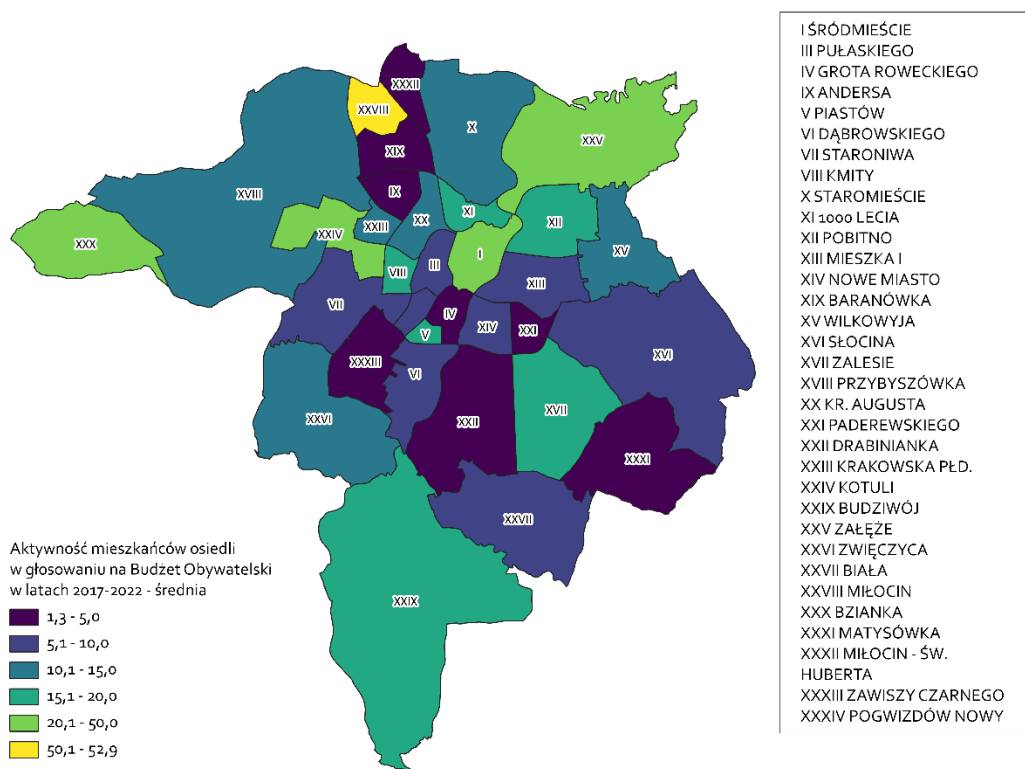 XXXII
XXVIII
X
XXV
XIX
IX
XVIII
XX
XI
XII
XXIII
XXIV
XV
XXX
I
VIII
III
XIII
VII
IV
XIV
XXI
V
XVI
XXXIII
VI
XXII
XVII
XXVI
XXXI
XXVII
XXIX
Aktywność mieszkańców osiedli
w głosowaniu na Budżet Obywatelski
w latach 2017-2022 - średnia
1,3 - 5,0
5,1 - 10,0
10,1 - 15,0
15,1 - 20,0
20,1 - 50,0
50,1 - 52,9
I ŚRÓDMIEŚCIE
III PUŁASKIEGO
IV GROTA ROWECKIEGO
IX ANDERSA
V PIASTÓW
VI DĄBROWSKIEGO
VII STARONIWA
VIII KMITY
X STAROMIEŚCIE
XI 1000 LECIA
XII POBITNO
XIII MIESZKA I
XIV NOWE MIASTO
XIX BARANÓWKA
XV WILKOWYJA
XVI SŁOCINA
XVII ZALESIE
XVIII PRZYBYSZÓWKA
XX KR. AUGUSTA
XXI PADEREWSKIEGO
XXII DRABINIANKA
XXIII KRAKOWSKA PŁD.
XXIV KOTULI
XXIX BUDZIWÓJ
XXV ZAŁĘŻE
XXVI ZWIĘCZYCA
XXVII BIAŁA
XXVIII MIŁOCIN
XXX BZIANKA
XXXI MATYSÓWKA
XXXII MIŁOCIN - ŚW.
HUBERTA
XXXIII ZAWISZY CZARNEGO
XXXIV POGWIZDÓW NOWY